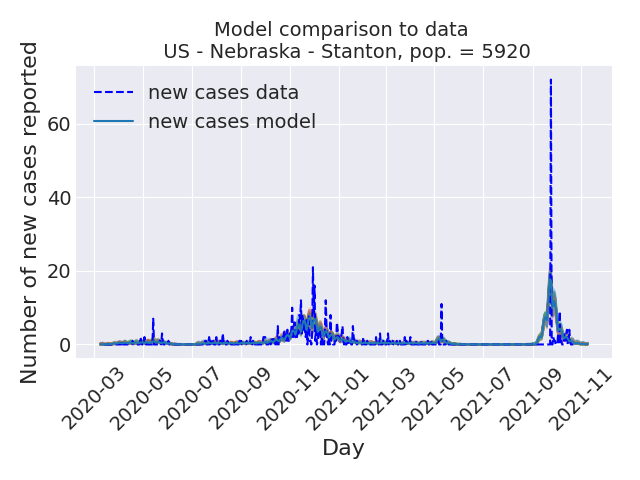 Model comparison to data
US - Nebraska - Stanton, pop. = 5920
Number of new cases reported
new cases data
new cases model
60
40
20
0
2020-03
2020-05
2020-07
2020-09
2020-11
2021-01
2021-03
2021-05
2021-07
2021-09
2021-11
Day